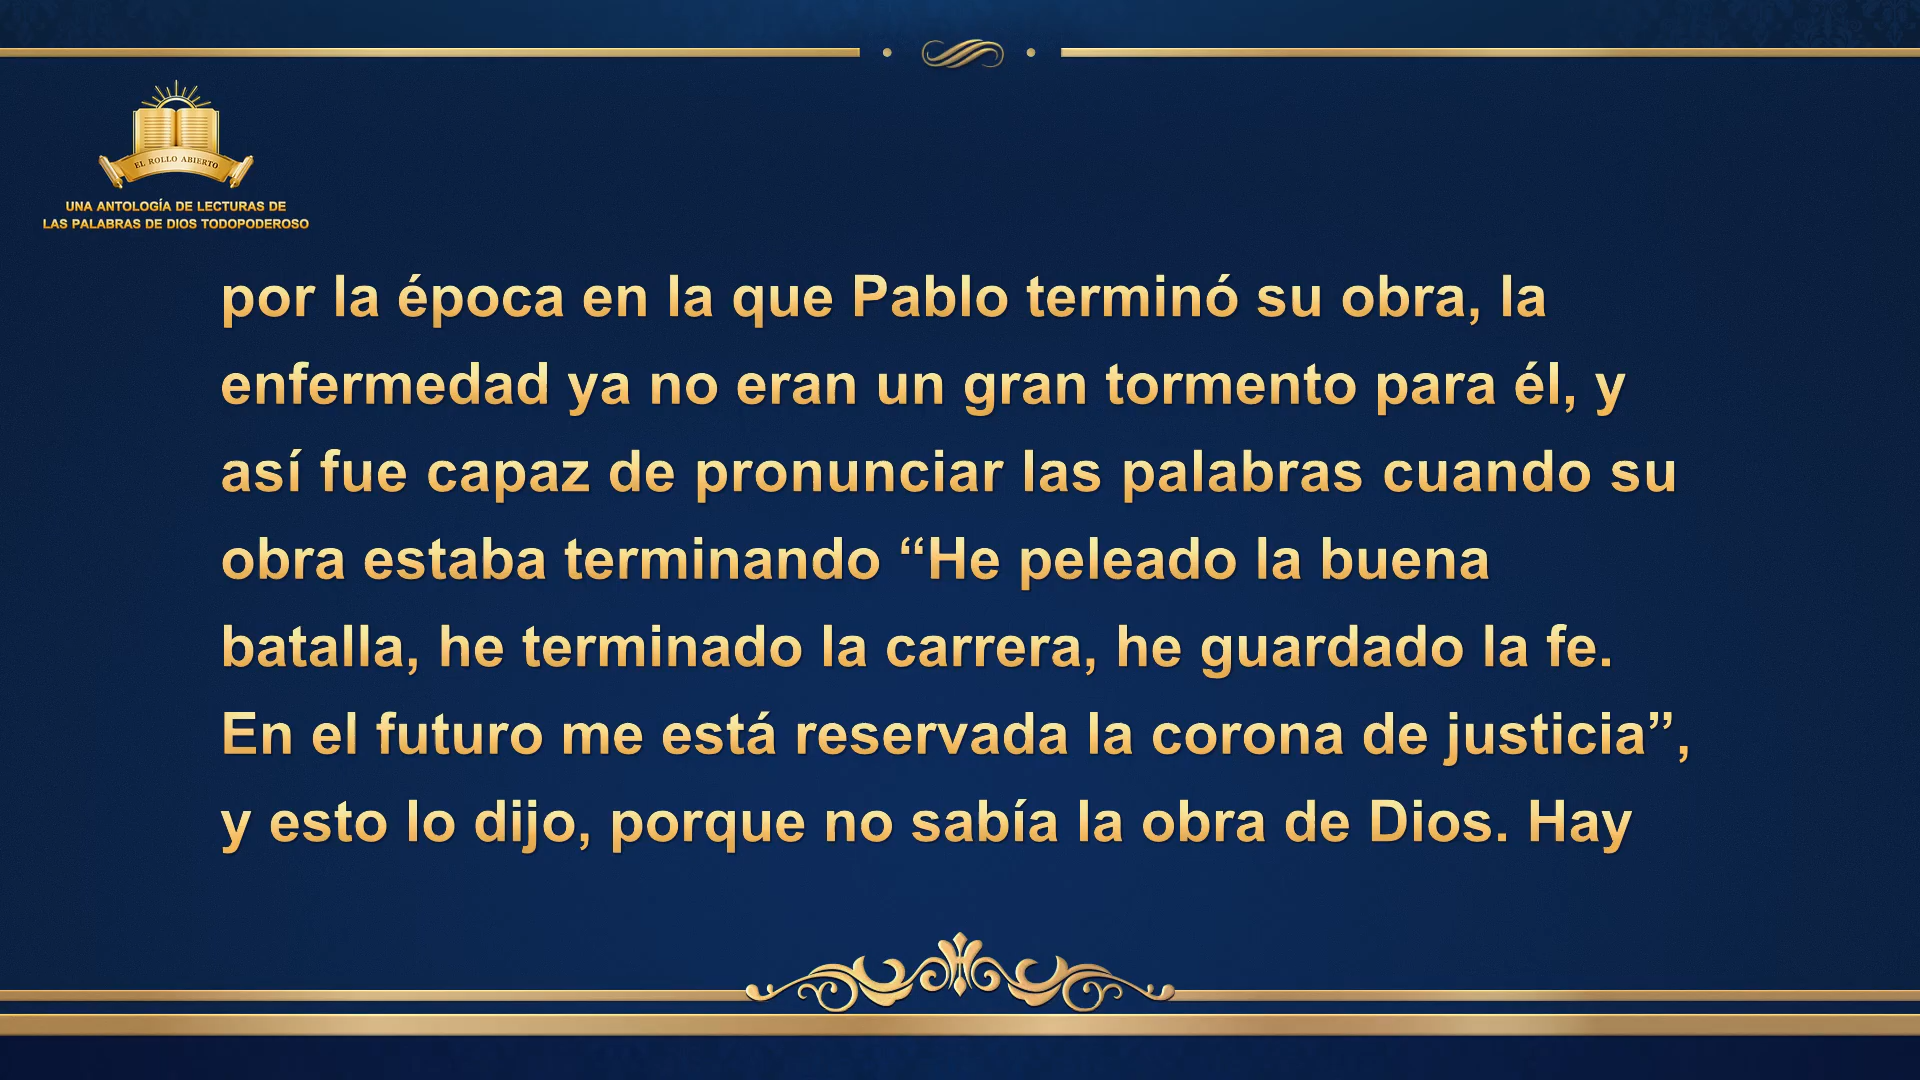 EL ROLLO ABIERTO
UNA ANTOLOGÍA DE LECTURAS DE
LAS PALABRAS DE DIOS TODOPODEROSO
por la época en la que Pablo terminó su obra, la
enfermedad ya no eran un gran tormento para él, y
así fue capaz de pronunciar las palabras cuando su
obra estaba terminando “He peleado la buena
batalla, he terminado la carrera, he guardado la fe.
En el futuro me está reservada la corona de justicia”,
y esto lo dijo, porque no sabía la obra de Dios. Hay